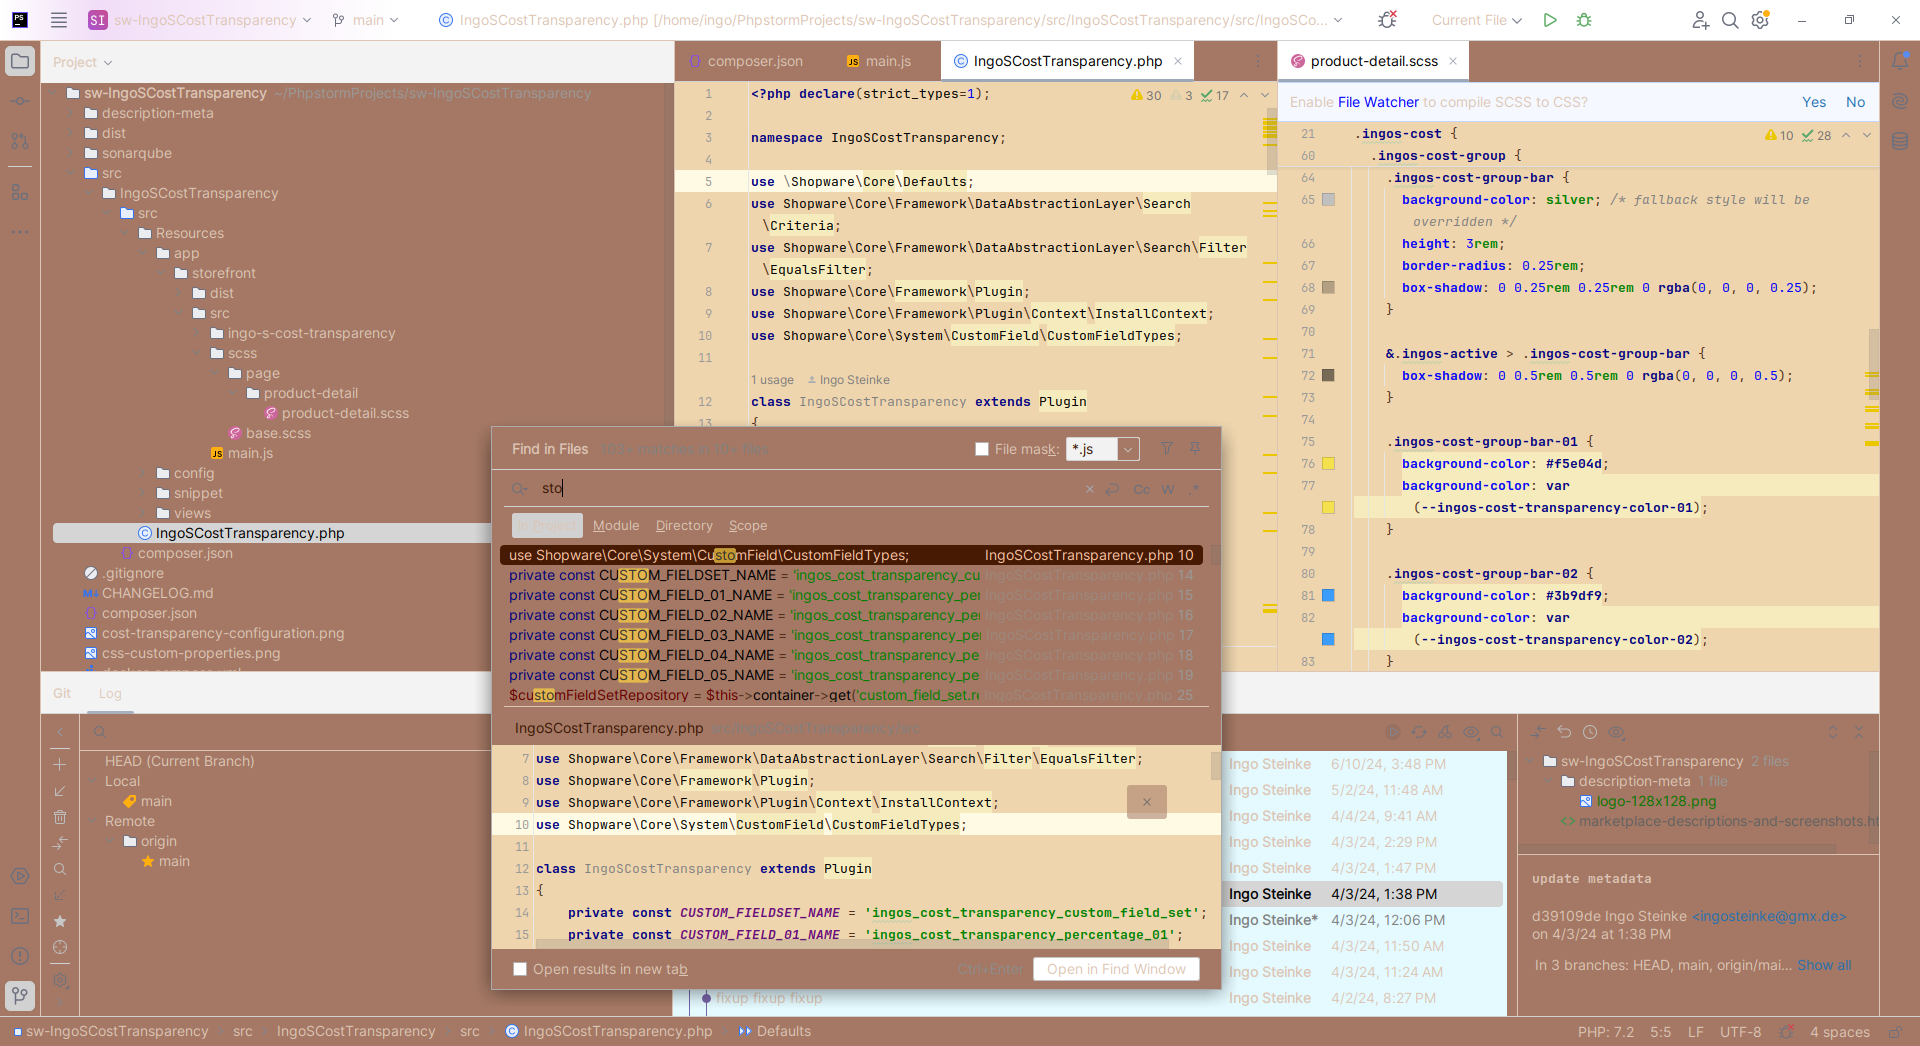 SI sw-IngoSCostTransparency main IngoSCostTransparency.php [/home/ingo/PhpstormProjects/sw-IngoSCostTransparency/src/IngoSCostTransparency/src/IngoSCo... Current File
Project
sw-IngoSCostTransparency ~/PhpstormProjects/sw-IngoSCostTransparency
description-meta
dist
sonarqube
src
IngoSCostTransparency
src
Resources
app
storefront
dist
src
ingo-s-cost-transparency
scss
page
product-detail
product-detail.scss
base.scss
main.js
config
snippet
views
IngoSCostTransparency.php
composer.json
.gitignore
CHANGELOG.md
composer.json
cost-transparency-configuration.png
css-custom-properties.png
composer.json main.js IngoSCostTransparency.php
30 3 17
1 <?php declare(strict_types=1);
2
3 namespace IngoSCostTransparency;
4
5 use \Shopware\Core\Defaults;
6 use Shopware\Core\Framework\DataAbstractionLayer\Search
\Criteria;
7 use Shopware\Core\Framework\DataAbstractionLayer\Search\Filter
\EqualsFilter;
8 use Shopware\Core\Framework\Plugin;
9 use Shopware\Core\Framework\Plugin\Context\InstallContext;
10 use Shopware\Core\System\CustomField\CustomFieldTypes;
11
1 usage Ingo Steinke
12 class IngoSCostTransparency extends Plugin
13 {
product-detail.scss
Enable File Watcher to compile SCSS to CSS? Yes No
10 28
21 .ingos-cost {
60 .ingos-cost-group {
64 .ingos-cost-group-bar {
65 background-color: silver; /* fallback style will be
overridden */
66 height: 3rem;
67 border-radius: 0.25rem;
68 box-shadow: 0 0.25rem 0.25rem 0 rgba(0, 0, 0, 0.25);
69 }
70
71 &.ingos-active > .ingos-cost-group-bar {
72 box-shadow: 0 0.5rem 0.5rem 0 rgba(0, 0, 0, 0.5);
73 }
74
75 .ingos-cost-group-bar-01 {
76 background-color: #f5e04d;
77 background-color: var
(--ingos-cost-transparency-color-01);
78 }
79
80 .ingos-cost-group-bar-02 {
81 background-color: #3b9df9;
82 background-color: var
(--ingos-cost-transparency-color-02);
83 }
Find in Files File mask: *.js
sto Cc W .*
In Project Module Directory Scope
use Shopware\Core\System\CustomField\CustomFieldTypes; IngoSCostTransparency.php 10
private const CUSTOM_FIELDSET_NAME = 'ingos_cost_transparency_cu IngoSCostTransparency.php 14
private const CUSTOM_FIELD_01_NAME = 'ingos_cost_transparency_per IngoSCostTransparency.php 15
private const CUSTOM_FIELD_02_NAME = 'ingos_cost_transparency_pe IngoSCostTransparency.php 16
private const CUSTOM_FIELD_03_NAME = 'ingos_cost_transparency_pe IngoSCostTransparency.php 17
private const CUSTOM_FIELD_04_NAME = 'ingos_cost_transparency_pe IngoSCostTransparency.php 18
private const CUSTOM_FIELD_05_NAME = 'ingos_cost_transparency_pe IngoSCostTransparency.php 19
$customFieldSetRepository = $this->container->get('custom_field_set.re IngoSCostTransparency.php 25
IngoSCostTransparency.php src/IngoSCostTransparency/src
7 use Shopware\Core\Framework\DataAbstractionLayer\Search\Filter\EqualsFilter;
8 use Shopware\Core\Framework\Plugin;
9 use Shopware\Core\Framework\Plugin\Context\InstallContext;
10 use Shopware\Core\System\CustomField\CustomFieldTypes;
11
12 class IngoSCostTransparency extends Plugin
13 {
14 private const CUSTOM_FIELDSET_NAME = 'ingos_cost_transparency_custom_field_set';
15 private const CUSTOM_FIELD_01_NAME = 'ingos_cost_transparency_percentage_01';
Open results in new tab Ctrl+Enter Open in Find Window
Git Log
HEAD (Current Branch)
Local
main
Remote
origin
main
Ingo Steinke 6/10/24, 3:48 PM
Ingo Steinke 5/2/24, 11:48 AM
Ingo Steinke 4/4/24, 9:41 AM
Ingo Steinke 4/3/24, 2:29 PM
Ingo Steinke 4/3/24, 1:47 PM
Ingo Steinke 4/3/24, 1:38 PM
Ingo Steinke* 4/3/24, 12:06 PM
Ingo Steinke 4/3/24, 11:50 AM
Ingo Steinke 4/3/24, 11:24 AM
fixup fixup fixup Ingo Steinke 4/2/24, 8:27 PM
sw-IngoSCostTransparency 2 files
description-meta 1 file
logo-128x128.png
marketplace-descriptions-and-screenshots.ht
update metadata
d39109de Ingo Steinke <ingosteinke@gmx.de>
on 4/3/24 at 1:38 PM
In 3 branches: HEAD, main, origin/mai... Show all
sw-IngoSCostTransparency src IngoSCostTransparency src IngoSCostTransparency.php Defaults PHP: 7.2 5:5 LF UTF-8 4 spaces